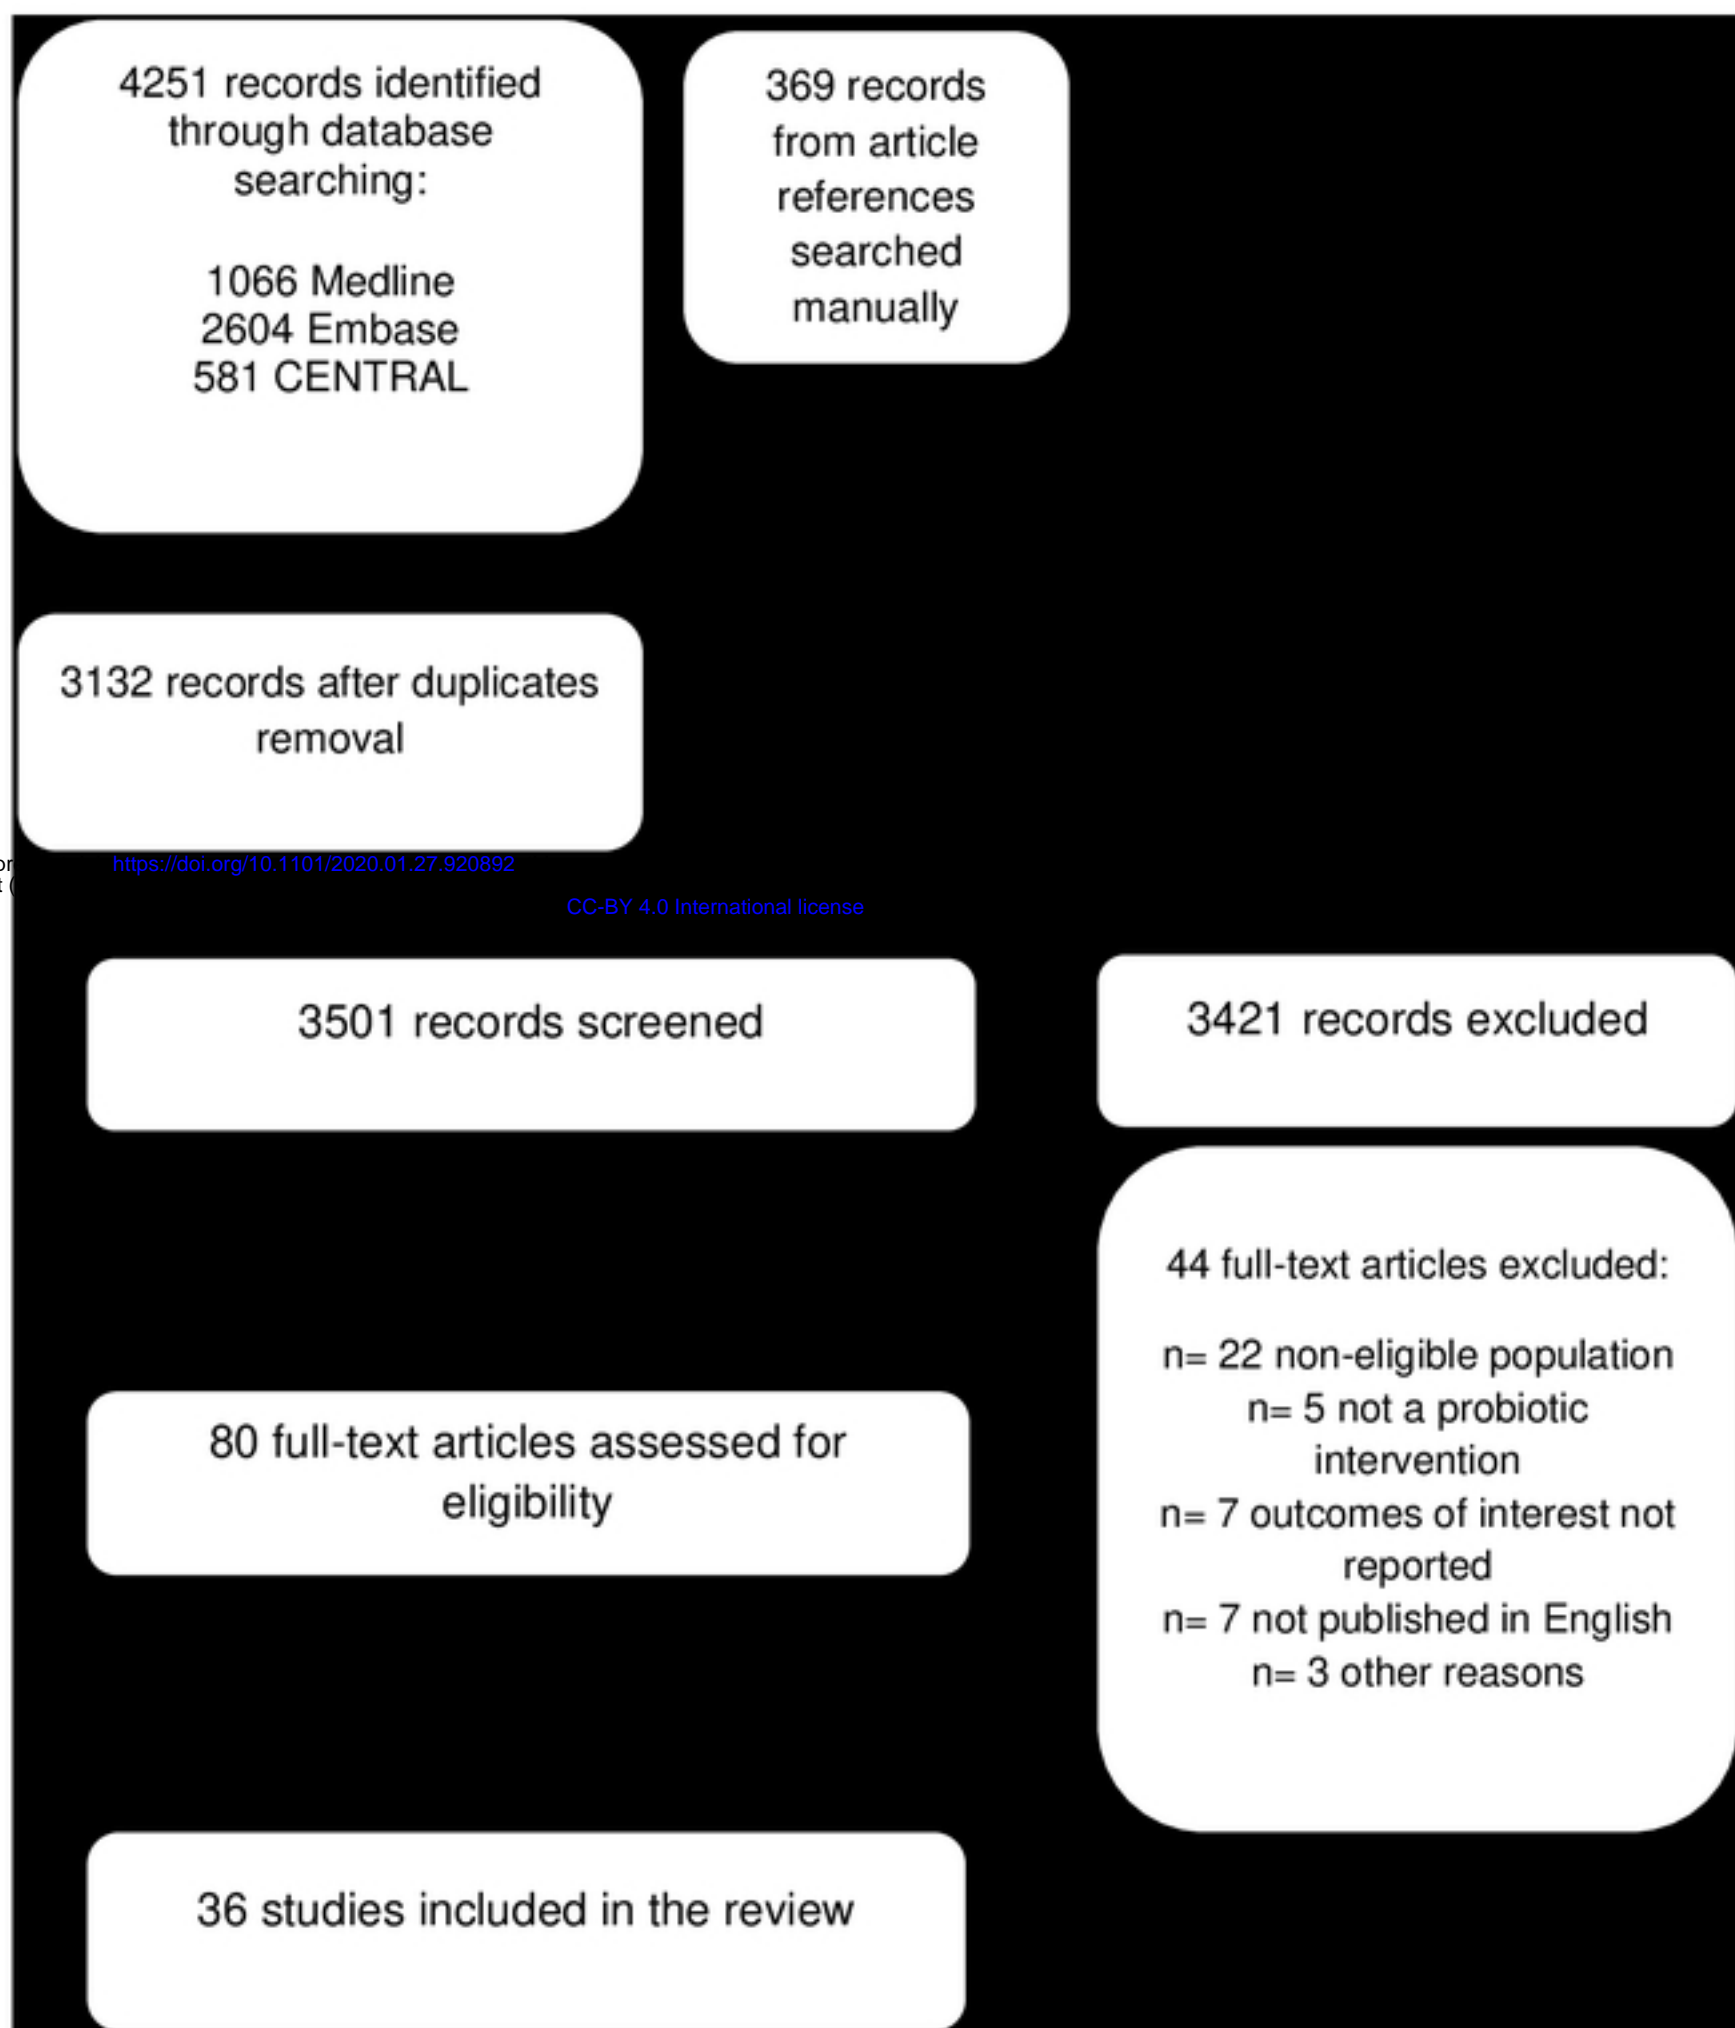 4251 records identified
through database
searching:
1066 Medline
2604 Embase
581 CENTRAL
369 records
from article
references
searched
manually
3132 records after duplicates
removal
https://doi.org/10.1101/2020.01.27.920892
CC-BY 4.0 International license
3501 records screened
3421 records excluded
44 full-text articles excluded:
n= 22 non-eligible population
n= 5 not a probiotic
intervention
n= 7 outcomes of interest not
reported
n= 7 not published in English
n= 3 other reasons
80 full-text articles assessed for
eligibility
36 studies included in the review